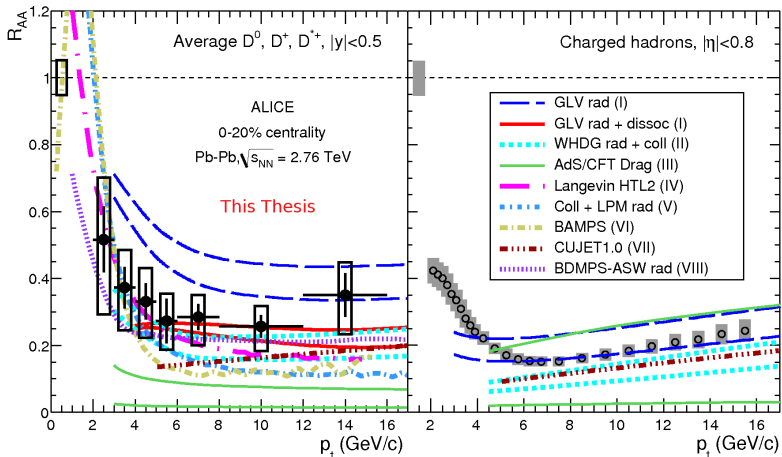 R_AA
Average D⁰, D⁺, D*⁺, |y|<0.5
ALICE
0-20% centrality
Pb-Pb, √s_NN = 2.76 TeV
This Thesis
1.2
1
0.8
0.6
0.4
0.2
0
0 2 4 6 8 10 12 14 16
p_t (GeV/c)
Charged hadrons, |η|<0.8
GLV rad (I)
GLV rad + dissoc (I)
WHDG rad + coll (II)
AdS/CFT Drag (III)
Langevin HTL2 (IV)
Coll + LPM rad (V)
BAMPS (VI)
CUJET1.0 (VII)
BDMPS-ASW rad (VIII)
2 4 6 8 10 12 14 16
p_t (GeV/c)